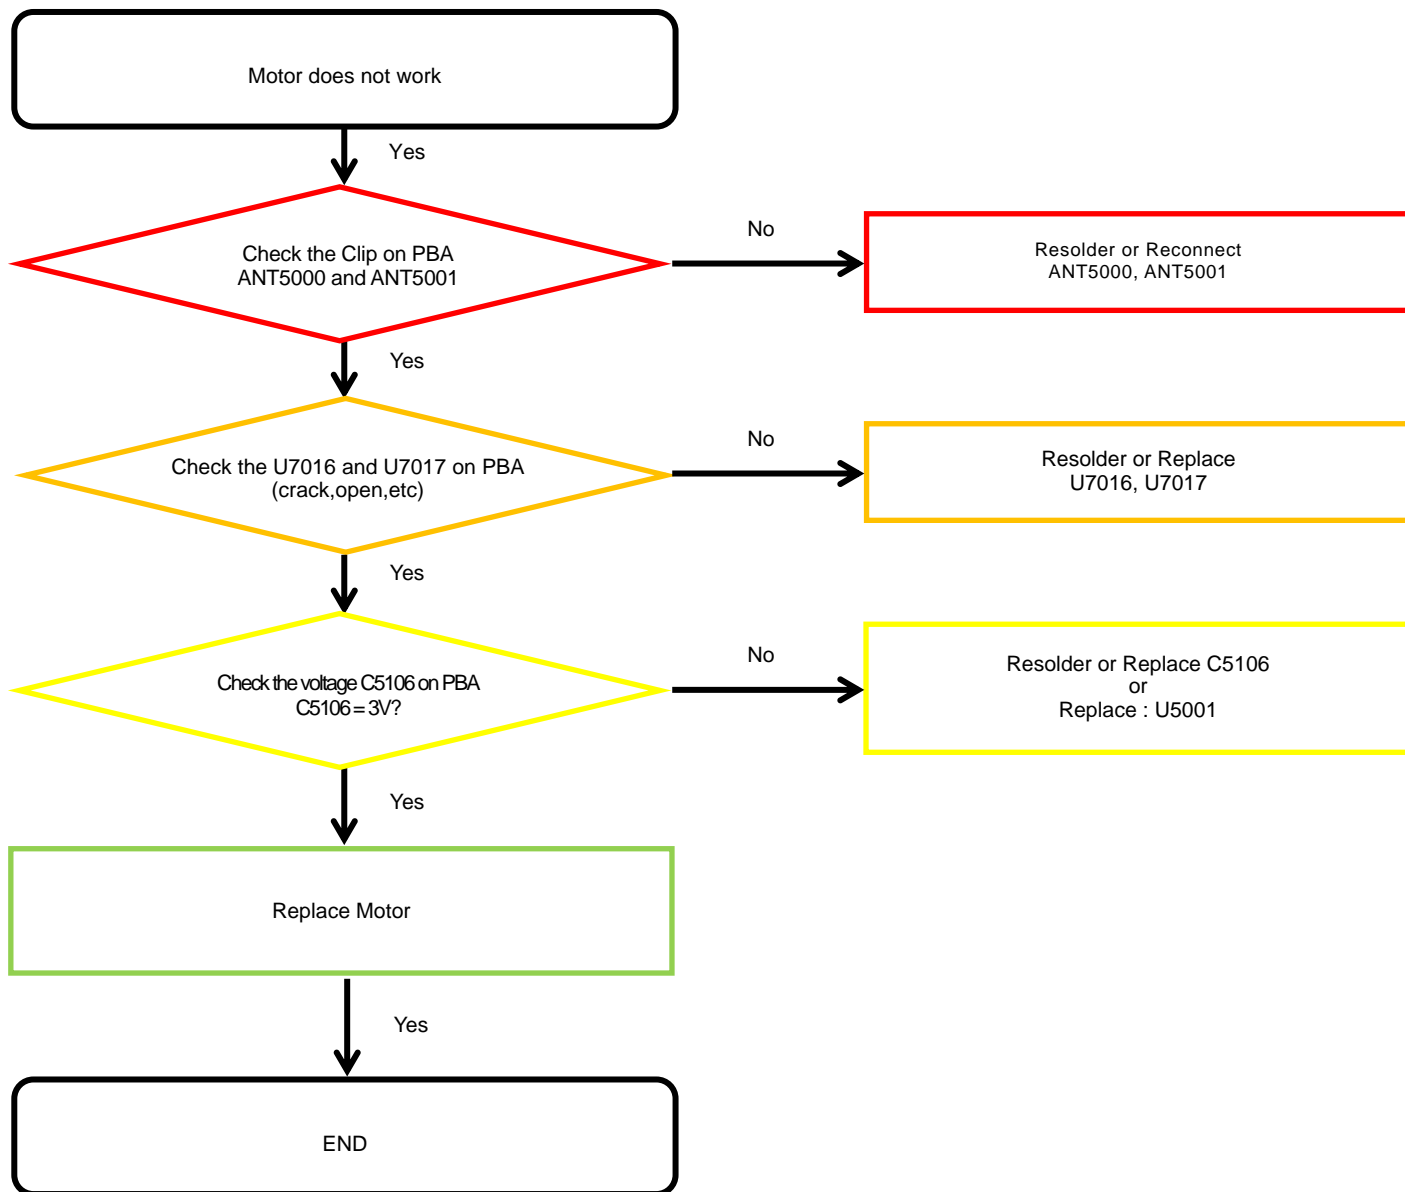 Motor does not work
Yes
Check the Clip on PBA
ANT5000 and ANT5001
No
Resolder or Reconnect
ANT5000, ANT5001
Yes
Check the U7016 and U7017 on PBA
(crack,open,etc)
No
Resolder or Replace
U7016, U7017
Yes
Check the voltage C5106 on PBA
C5106 = 3V?
No
Resolder or Replace C5106
or
Replace : U5001
Yes
Replace Motor
Yes
END